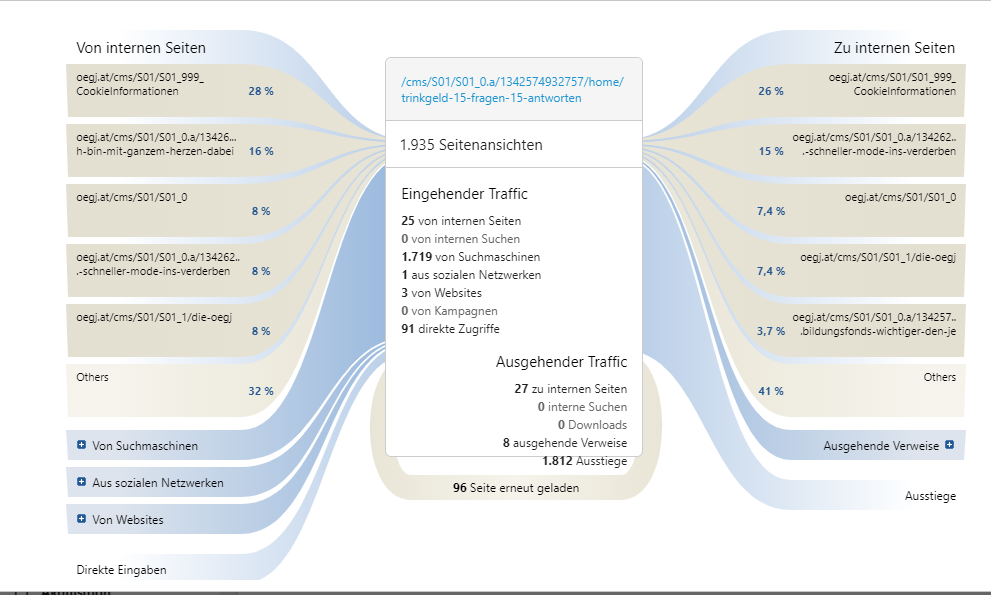 Von internen Seiten
oegj.at/cms/S01/S01_999_
CookieInformationen
28 %
oegj.at/cms/S01/S01_0.a/13426...
h-bin-mit-ganzem-herzen-dabei
16 %
oegj.at/cms/S01/S01_0
8 %
oegj.at/cms/S01/S01_0.a/134262..
.-schneller-mode-ins-verderben
8 %
oegj.at/cms/S01/S01_1/die-oegj
8 %
Others
32 %
Von Suchmaschinen
Aus sozialen Netzwerken
Von Websites
Direkte Eingaben
/cms/S01/S01_0.a/1342574932757/home/
trinkgeld-15-fragen-15-antworten
1.935 Seitenansichten
Eingehender Traffic
25 von internen Seiten
0 von internen Suchen
1.719 von Suchmaschinen
1 aus sozialen Netzwerken
3 von Websites
0 von Kampagnen
91 direkte Zugriffe
Ausgehender Traffic
27 zu internen Seiten
0 interne Suchen
0 Downloads
8 ausgehende Verweise
1.812 Ausstiege
96 Seite erneut geladen
Zu internen Seiten
oegj.at/cms/S01/S01_999_
CookieInformationen
26 %
oegj.at/cms/S01/S01_0.a/134262..
.-schneller-mode-ins-verderben
15 %
oegj.at/cms/S01/S01_0
7,4 %
oegj.at/cms/S01/S01_1/die-oegj
7,4 %
oegj.at/cms/S01/S01_0.a/134257..
.bildungsfonds-wichtiger-den-je
3,7 %
Others
41 %
Ausgehende Verweise
Ausstiege